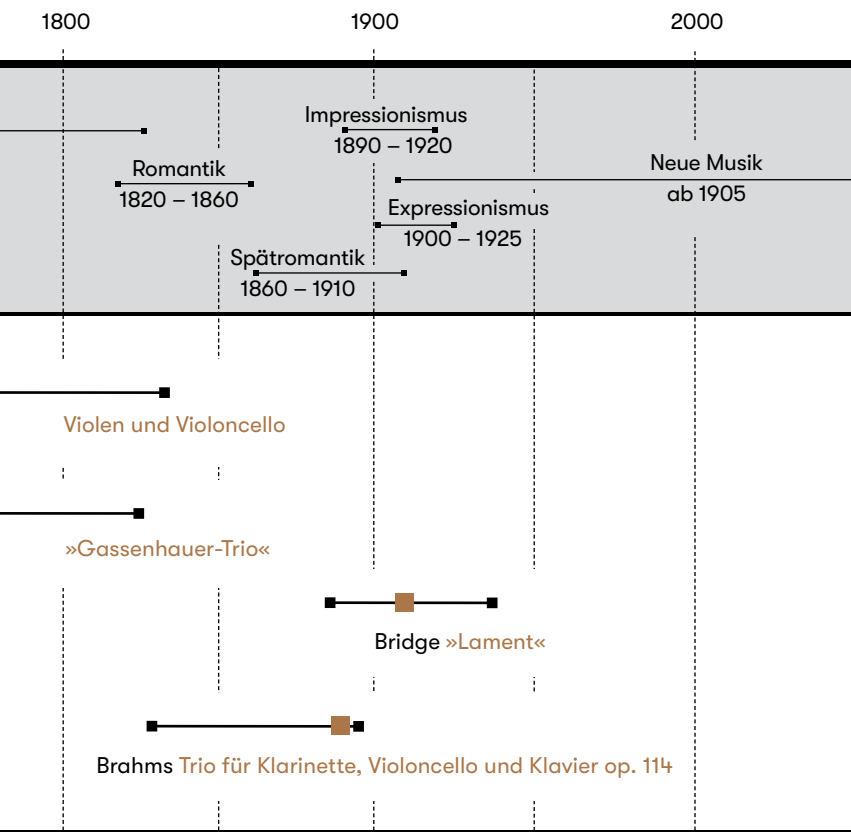 1800 1900 2000
Impressionismus
1890 – 1920
Romantik
1820 – 1860
Neue Musik
ab 1905
Expressionismus
1900 – 1925
Spätromantik
1860 – 1910
Violen und Violoncello
»Gassenhauer-Trio«
Bridge »Lament«
Brahms Trio für Klarinette, Violoncello und Klavier op. 114